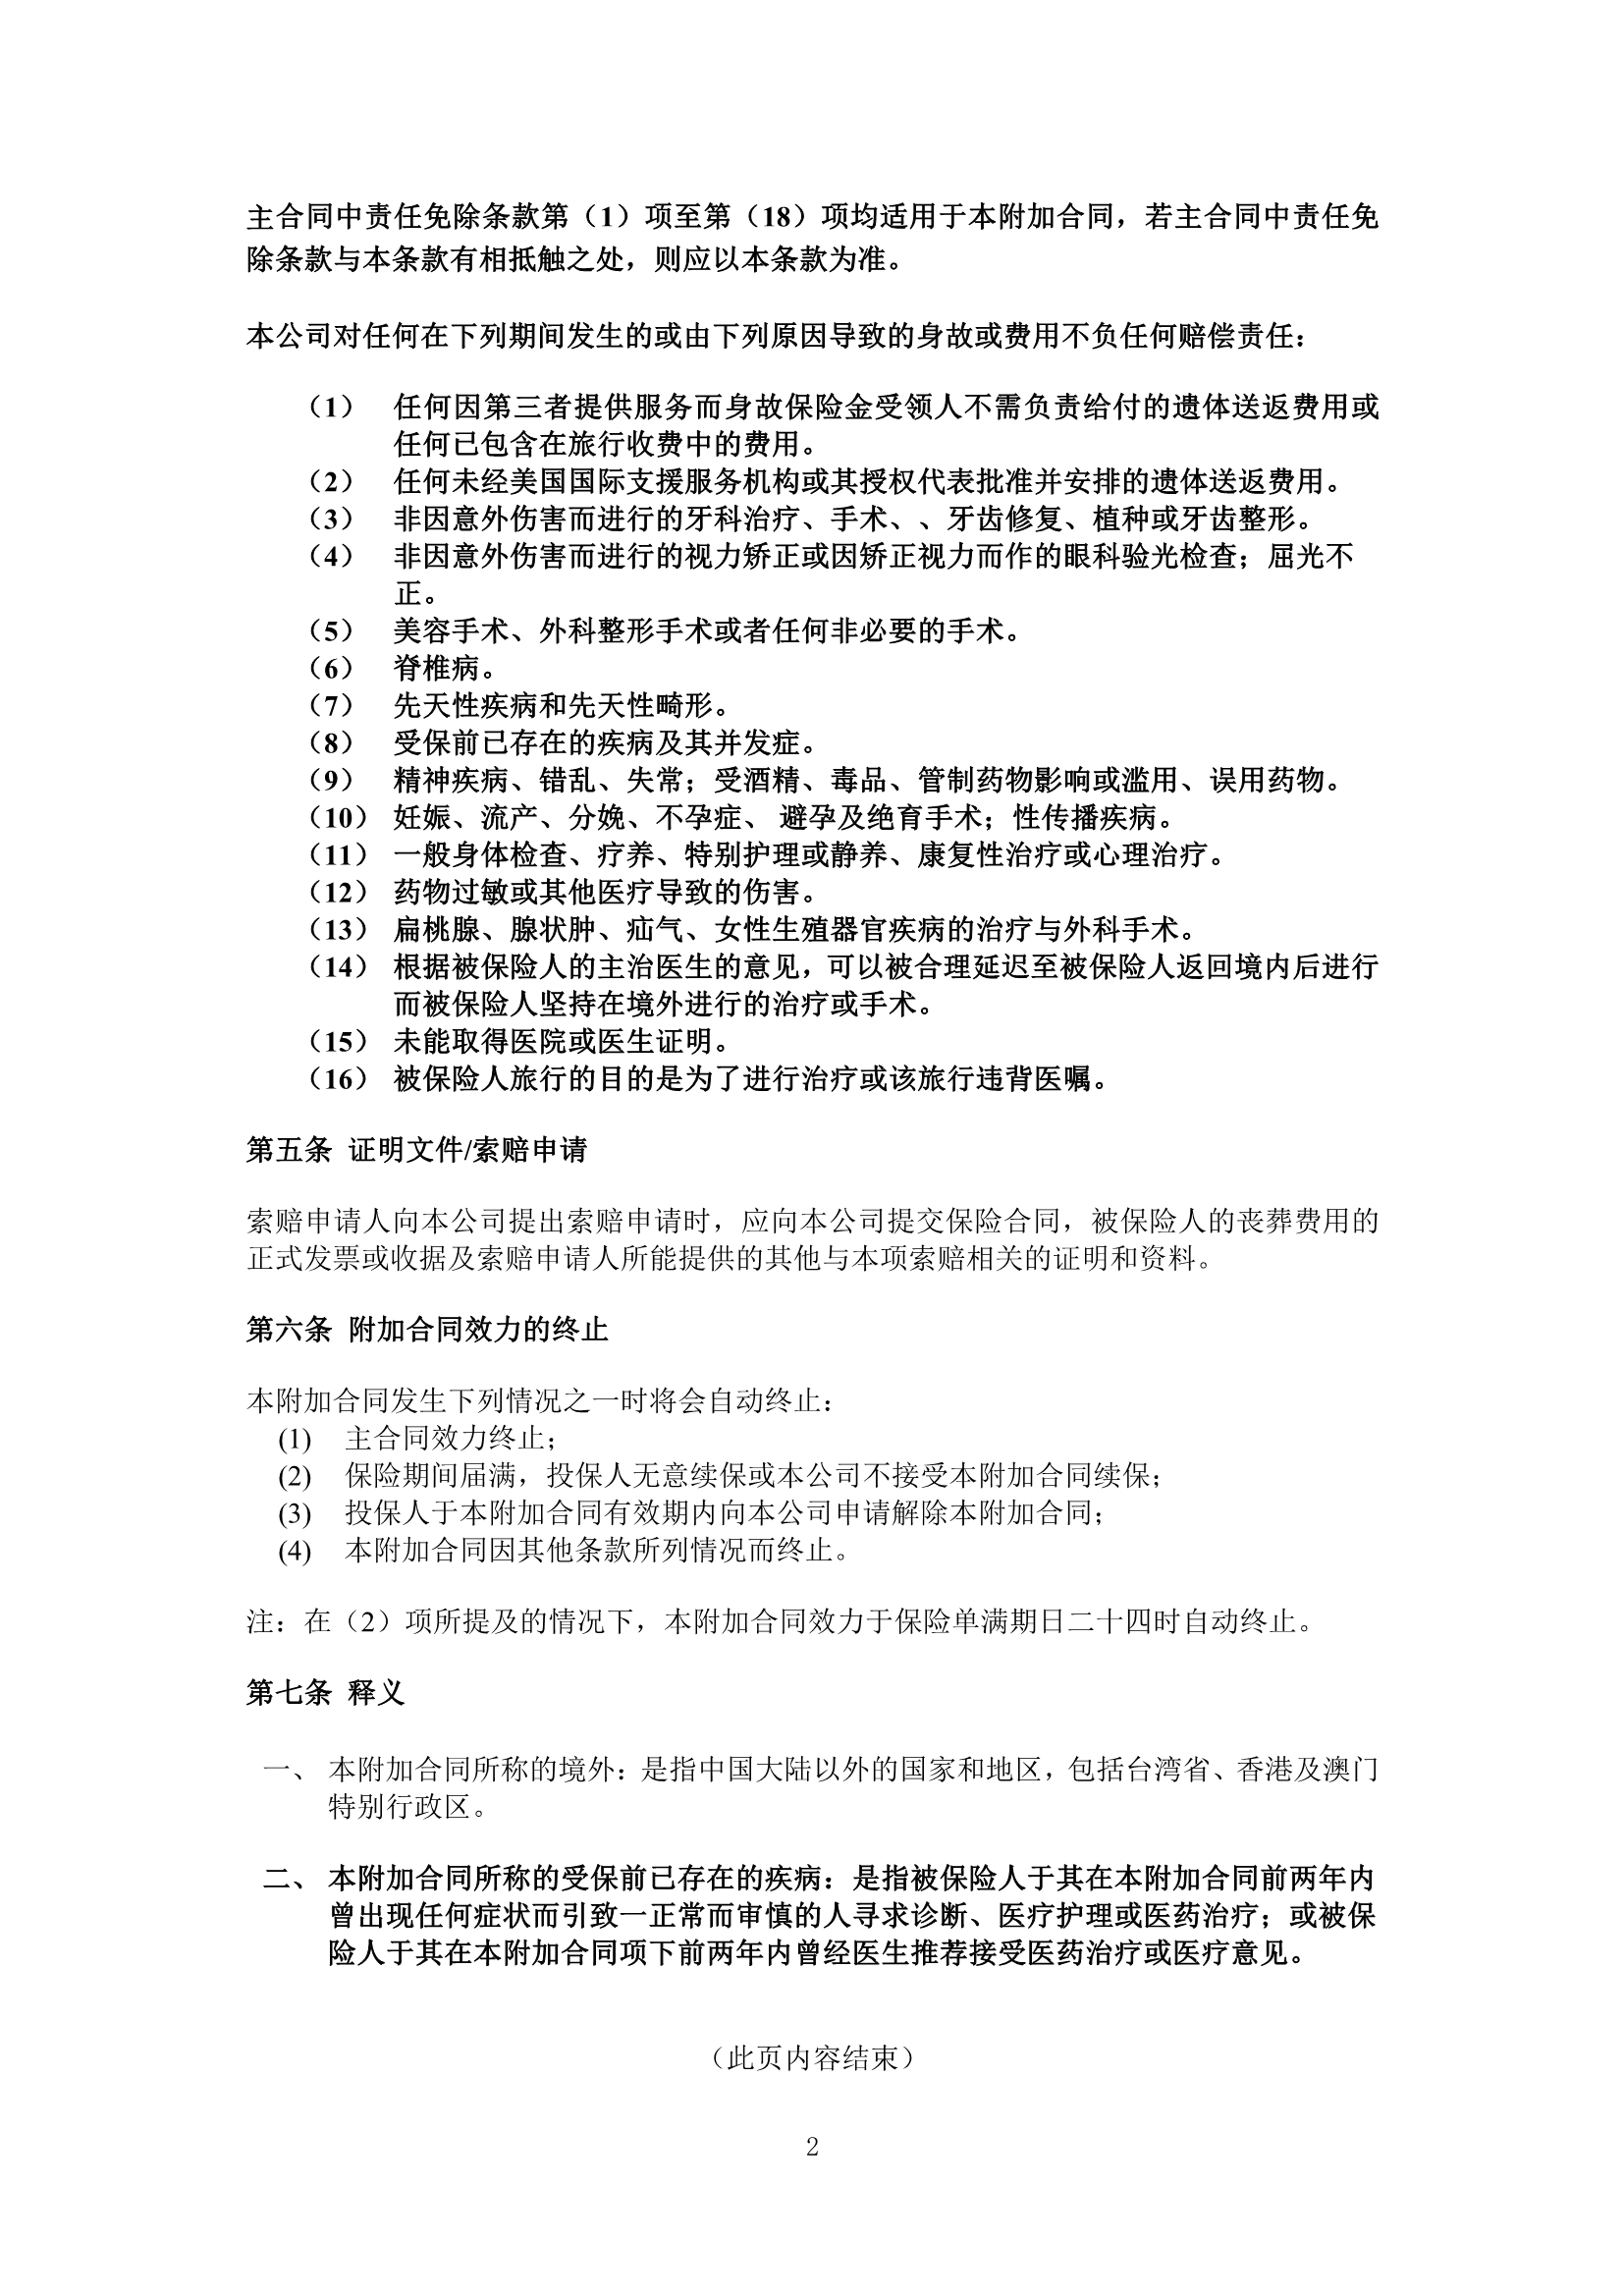 主合同中责任免除条款第（1）项至第（18）项均适用于本附加合同，若主合同中责任免
除条款与本条款有相抵触之处，则应以本条款为准。
本公司对任何在下列期间发生的或由下列原因导致的身故或费用不负任何赔偿责任：
（1） 任何因第三者提供服务而身故保险金受领人不需负责给付的遗体送返费用或
任何已包含在旅行收费中的费用。
（2） 任何未经美国国际支援服务机构或其授权代表批准并安排的遗体送返费用。
（3） 非因意外伤害而进行的牙科治疗、手术、、牙齿修复、植种或牙齿整形。
（4） 非因意外伤害而进行的视力矫正或因矫正视力而作的眼科验光检查；屈光不
正。
（5） 美容手术、外科整形手术或者任何非必要的手术。
（6） 脊椎病。
（7） 先天性疾病和先天性畸形。
（8） 受保前已存在的疾病及其并发症。
（9） 精神疾病、错乱、失常；受酒精、毒品、管制药物影响或滥用、误用药物。
（10） 妊娠、流产、分娩、不孕症、 避孕及绝育手术；性传播疾病。
（11） 一般身体检查、疗养、特别护理或静养、康复性治疗或心理治疗。
（12） 药物过敏或其他医疗导致的伤害。
（13） 扁桃腺、腺状肿、疝气、女性生殖器官疾病的治疗与外科手术。
（14） 根据被保险人的主治医生的意见，可以被合理延迟至被保险人返回境内后进行
而被保险人坚持在境外进行的治疗或手术。
（15） 未能取得医院或医生证明。
（16） 被保险人旅行的目的是为了进行治疗或该旅行违背医嘱。
第五条 证明文件/索赔申请
索赔申请人向本公司提出索赔申请时，应向本公司提交保险合同，被保险人的丧葬费用的
正式发票或收据及索赔申请人所能提供的其他与本项索赔相关的证明和资料。
第六条 附加合同效力的终止
本附加合同发生下列情况之一时将会自动终止：
(1) 主合同效力终止；
(2) 保险期间届满，投保人无意续保或本公司不接受本附加合同续保；
(3) 投保人于本附加合同有效期内向本公司申请解除本附加合同；
(4) 本附加合同因其他条款所列情况而终止。
注：在（2）项所提及的情况下，本附加合同效力于保险单满期日二十四时自动终止。
第七条 释义
一、 本附加合同所称的境外：是指中国大陆以外的国家和地区，包括台湾省、香港及澳门
特别行政区。
二、 本附加合同所称的受保前已存在的疾病：是指被保险人于其在本附加合同前两年内
曾出现任何症状而引致一正常而审慎的人寻求诊断、医疗护理或医药治疗；或被保
险人于其在本附加合同项下前两年内曾经医生推荐接受医药治疗或医疗意见。
（此页内容结束）
2